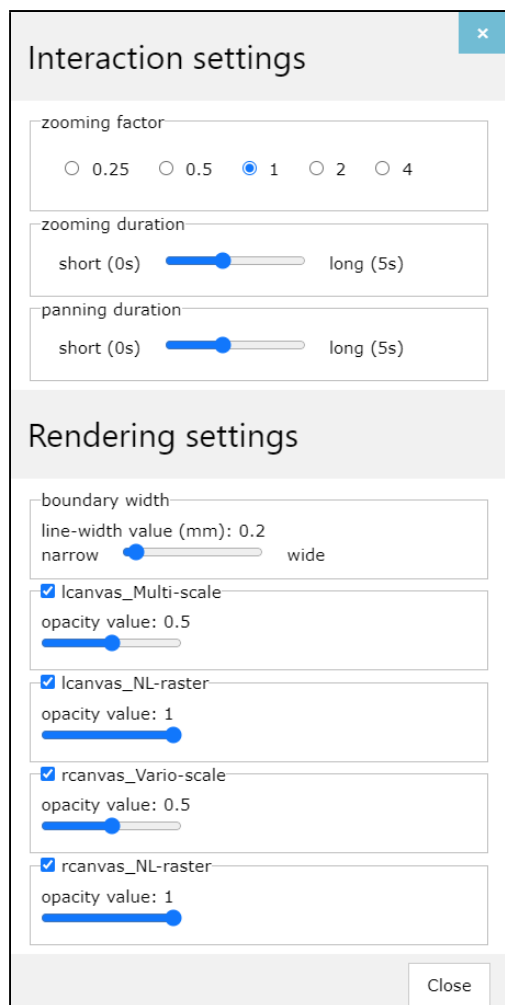 ×
Interaction settings
zooming factor
0.25 0.5 1 2 4
zooming duration
short (0s) long (5s)
panning duration
short (0s) long (5s)
Rendering settings
boundary width
line-width value (mm): 0.2
narrow wide
lcanvas_Multi-scale
opacity value: 0.5
lcanvas_NL-raster
opacity value: 1
rcanvas_Vario-scale
opacity value: 0.5
rcanvas_NL-raster
opacity value: 1
Close